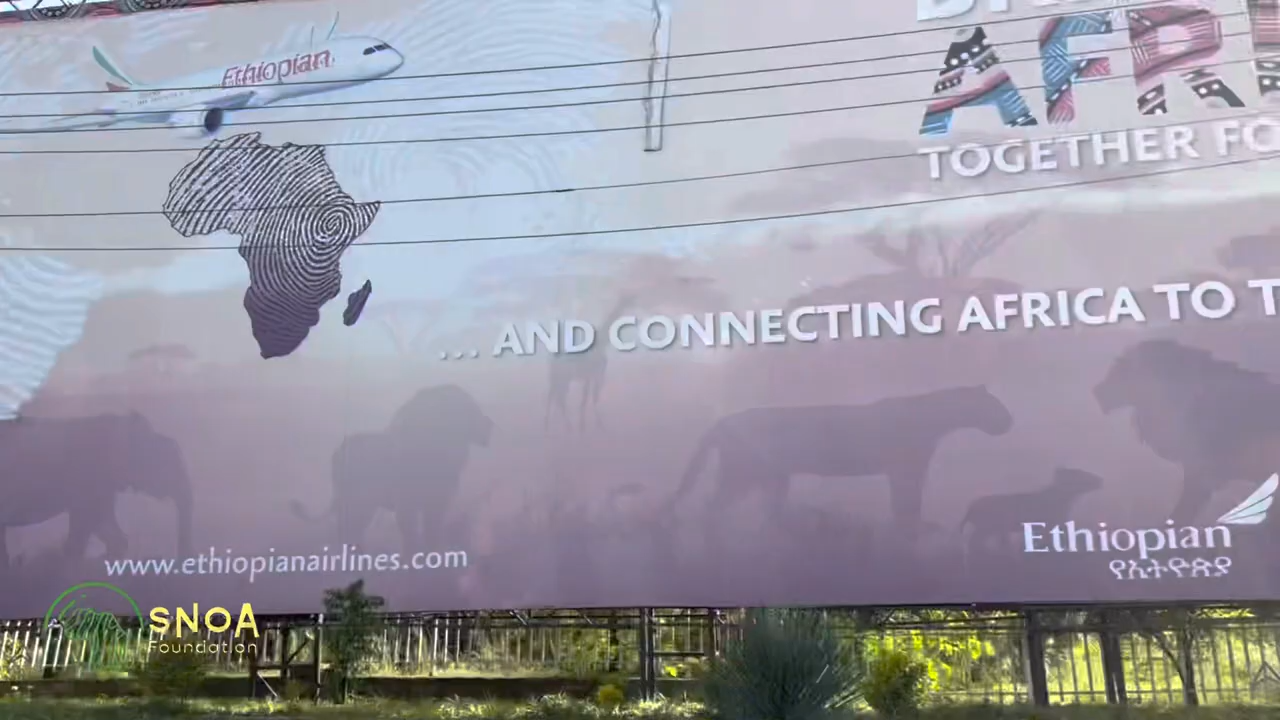 Ethiopian
AFR
TOGETHER FO
... AND CONNECTING AFRICA TO T
www.ethiopianairlines.com
Ethiopian
የኢትዮጵያ
SNOA
Foundation